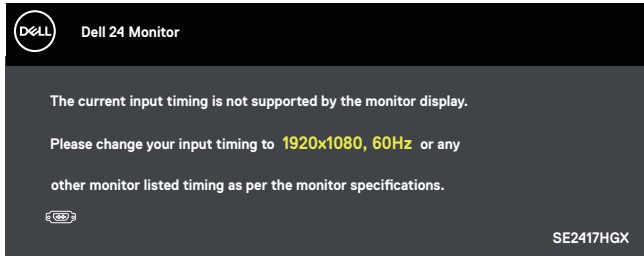 DELL
Dell 24 Monitor
The current input timing is not supported by the monitor display.
Please change your input timing to 1920x1080, 60Hz or any
other monitor listed timing as per the monitor specifications.
SE2417HGX